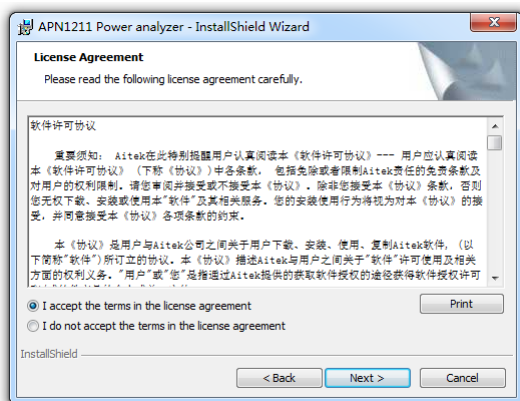 APN1211 Power analyzer - InstallShield Wizard
License Agreement
Please read the following license agreement carefully.
软件许可协议
重要须知： Aitek在此特别提醒用户认真阅读本《软件许可协议》--- 用户应认真阅读
本《软件许可协议》（下称《协议》)中各条款， 包括免除或者限制Aitek责任的免责条款及
对用户的权利限制。请您审阅并接受或不接受本《协议》。除非您接受本《协议》条款，否则
您无权下载、安装或使用本"软件"及其相关服务。您的安装使用行为将视为对本《协议》的接
受，并同意接受本《协议》各项条款的约束。
本《协议》是用户与Aitek公司之间关于用户下载、安装、使用、复制Aitek软件，（以
下简称"软件"）所订立的协议。本《协议》描述Aitek与用户之间关于"软件"许可使用及相关
方面的权利义务。"用户"或"您"是指通过Aitek提供的获取软件授权的途径获得软件授权许可
I accept the terms in the license agreement
Print
I do not accept the terms in the license agreement
InstallShield
< Back
Next >
Cancel